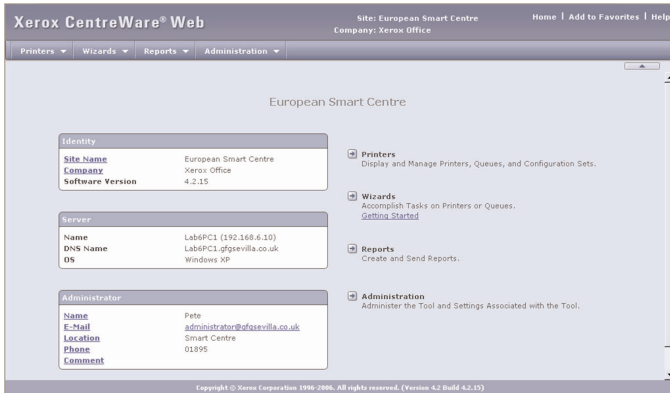 Xerox CentreWare® Web
Site: European Smart Centre
Company: Xerox Office
Home | Add to Favorites | Help
Printers Wizards Reports Administration
European Smart Centre
Identity
Site Name European Smart Centre
Company Xerox Office
Software Version 4.2.15
Server
Name Lab6PC1 (192.168.6.10)
DNS Name Lab6PC1.gfgsevilla.co.uk
OS Windows XP
Administrator
Name Pete
E-Mail administrator@gfgsevilla.co.uk
Location Smart Centre
Phone 01895
Comment
Printers
Display and Manage Printers, Queues, and Configuration Sets.
Wizards
Accomplish Tasks on Printers or Queues.
Getting Started
Reports
Create and Send Reports.
Administration
Administer the Tool and Settings Associated with the Tool.
Copyright © Xerox Corporation 1996-2006. All rights reserved. (Version 4.2 Build 4.2.15)